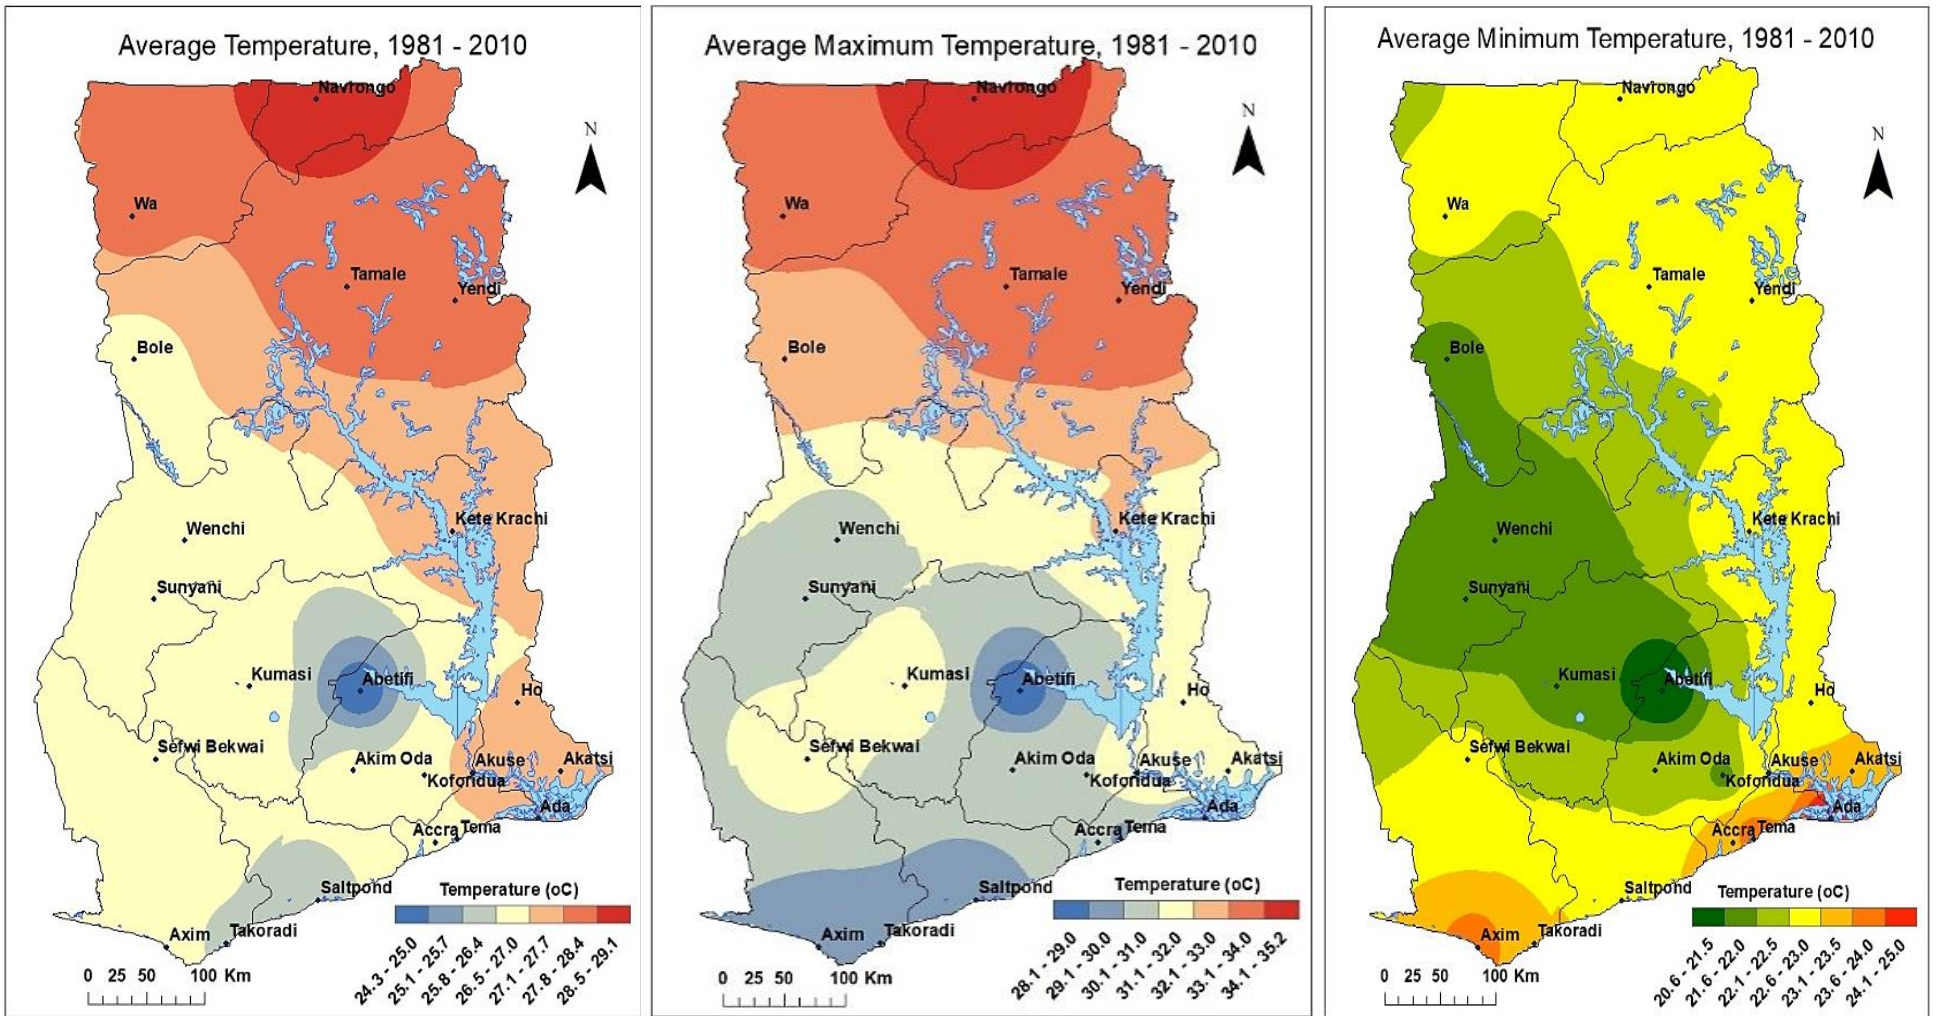 Average Temperature, 1981 - 2010
Navrongo
N
Wa
Tamale
Yendi
Bole
Kete Krachi
Wenchi
Sunyani
Kumasi
Abetifi
Ho
Sefwi Bekwai
Akim Oda
Akuse
Akatsi
Kofondua
Ada
Accra
Tema
Saltpond
Takoradi
Axim
Temperature (oC)
24.3 - 25.0
25.1 - 25.7
25.8 - 26.4
26.5 - 27.0
27.1 - 27.7
27.8 - 28.4
28.5 - 29.1
0 25 50 100 Km
Average Maximum Temperature, 1981 - 2010
Navrongo
N
Wa
Tamale
Yendi
Bole
Kete Krachi
Wenchi
Sunyani
Kumasi
Abetifi
Ho
Sefwi Bekwai
Akim Oda
Akuse
Akatsi
Kofondua
Ada
Accra
Tema
Saltpond
Takoradi
Axim
Temperature (oC)
28.1 - 29.0
29.1 - 30.0
30.1 - 31.0
31.1 - 32.0
32.1 - 33.0
33.1 - 34.0
34.1 - 35.2
0 25 50 100 Km
Average Minimum Temperature, 1981 - 2010
Navrongo
N
Wa
Tamale
Yendi
Bole
Kete Krachi
Wenchi
Sunyani
Kumasi
Abetifi
Ho
Sefwi Bekwai
Akim Oda
Akuse
Akatsi
Kofondua
Ada
Accra
Tema
Saltpond
Takoradi
Axim
Temperature (oC)
20.6 - 21.5
21.6 - 22.0
22.1 - 22.5
22.6 - 23.0
23.1 - 23.5
23.6 - 24.0
24.1 - 25.0
0 25 50 100 Km